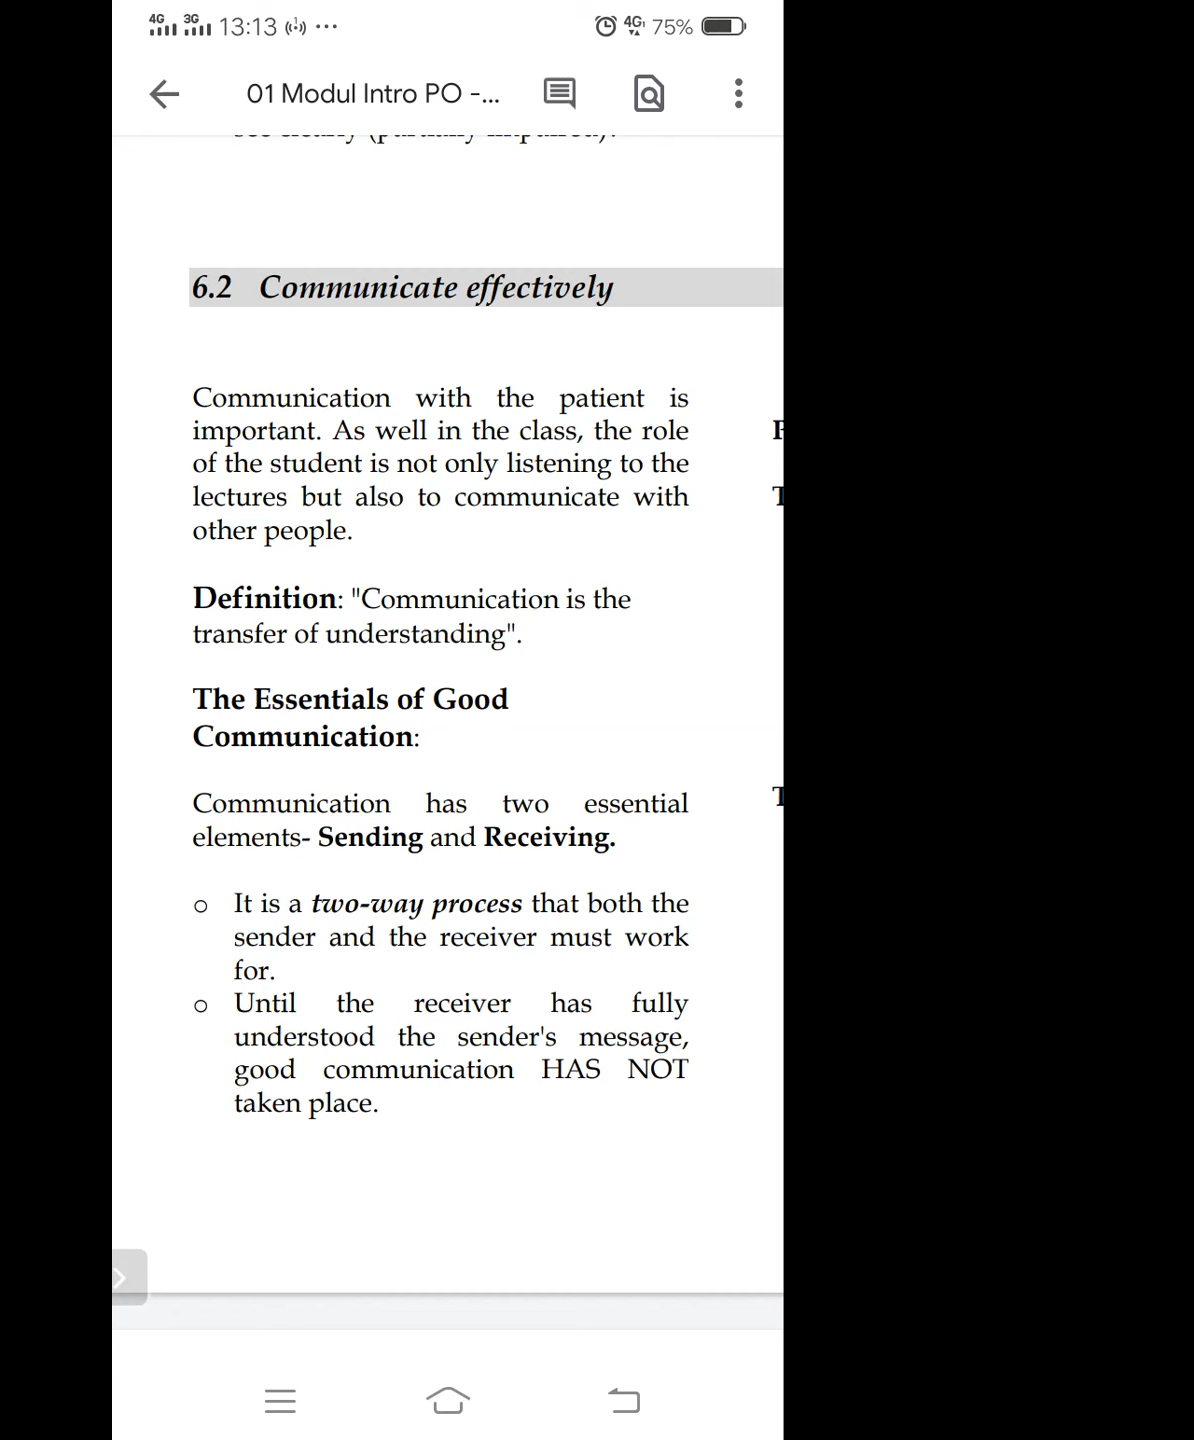 4G 3G 13:13 ...
4G 75%
01 Modul Intro PO -...
6.2 Communicate effectively
Communication with the patient is
important. As well in the class, the role
of the student is not only listening to the
lectures but also to communicate with
other people.
Definition: "Communication is the
transfer of understanding".
The Essentials of Good
Communication:
Communication has two essential
elements- Sending and Receiving.
o It is a two-way process that both the
sender and the receiver must work
for.
o Until the receiver has fully
understood the sender's message,
good communication HAS NOT
taken place.